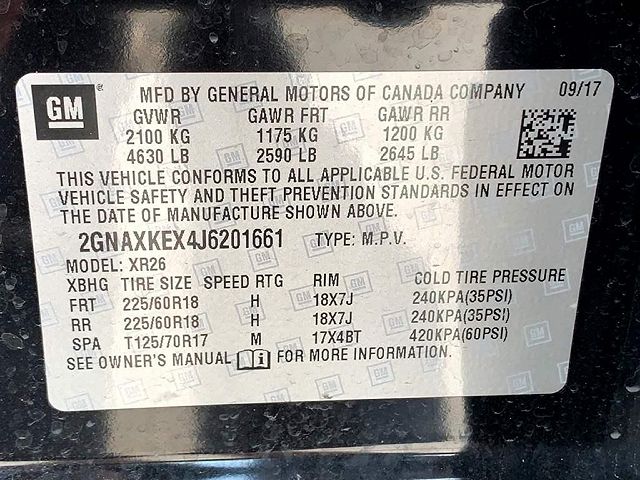 GM ® MFD BY GENERAL MOTORS OF CANADA COMPANY 09/17
GVWR GAWR FRT GAWR RR
2100 KG 1175 KG 1200 KG
4630 LB 2590 LB 2645 LB
THIS VEHICLE CONFORMS TO ALL APPLICABLE U.S. FEDERAL MOTOR
VEHICLE SAFETY AND THEFT PREVENTION STANDARDS IN EFFECT ON
THE DATE OF MANUFACTURE SHOWN ABOVE.
2GNAXKEX4J6201661 TYPE: M.P.V.
MODEL: XR26
XBHG TIRE SIZE SPEED RTG RIM COLD TIRE PRESSURE
FRT 225/60R18 H 18X7J 240KPA(35PSI)
RR 225/60R18 H 18X7J 240KPA(35PSI)
SPA T125/70R17 M 17X4BT 420KPA(60PSI)
SEE OWNER'S MANUAL FOR MORE INFORMATION.